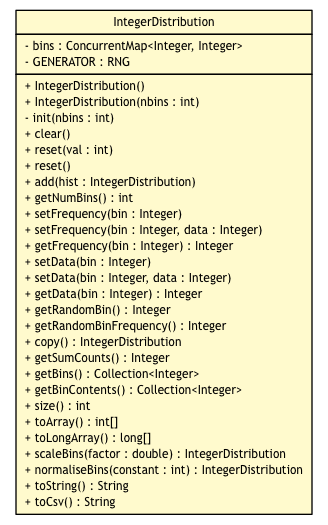 IntegerDistribution
- bins : ConcurrentMap<Integer, Integer>
- GENERATOR : RNG
+ IntegerDistribution()
+ IntegerDistribution(nbins : int)
- init(nbins : int)
+ clear()
+ reset(val : int)
+ reset()
+ add(hist : IntegerDistribution)
+ getNumBins() : int
+ setFrequency(bin : Integer)
+ setFrequency(bin : Integer, data : Integer)
+ getFrequency(bin : Integer) : Integer
+ setData(bin : Integer)
+ setData(bin : Integer, data : Integer)
+ getData(bin : Integer) : Integer
+ getRandomBin() : Integer
+ getRandomBinFrequency() : Integer
+ copy() : IntegerDistribution
+ getSumCounts() : Integer
+ getBins() : Collection<Integer>
+ getBinContents() : Collection<Integer>
+ size() : int
+ toArray() : int[]
+ toLongArray() : long[]
+ scaleBins(factor : double) : IntegerDistribution
+ normaliseBins(constant : int) : IntegerDistribution
+ toString() : String
+ toCsv() : String